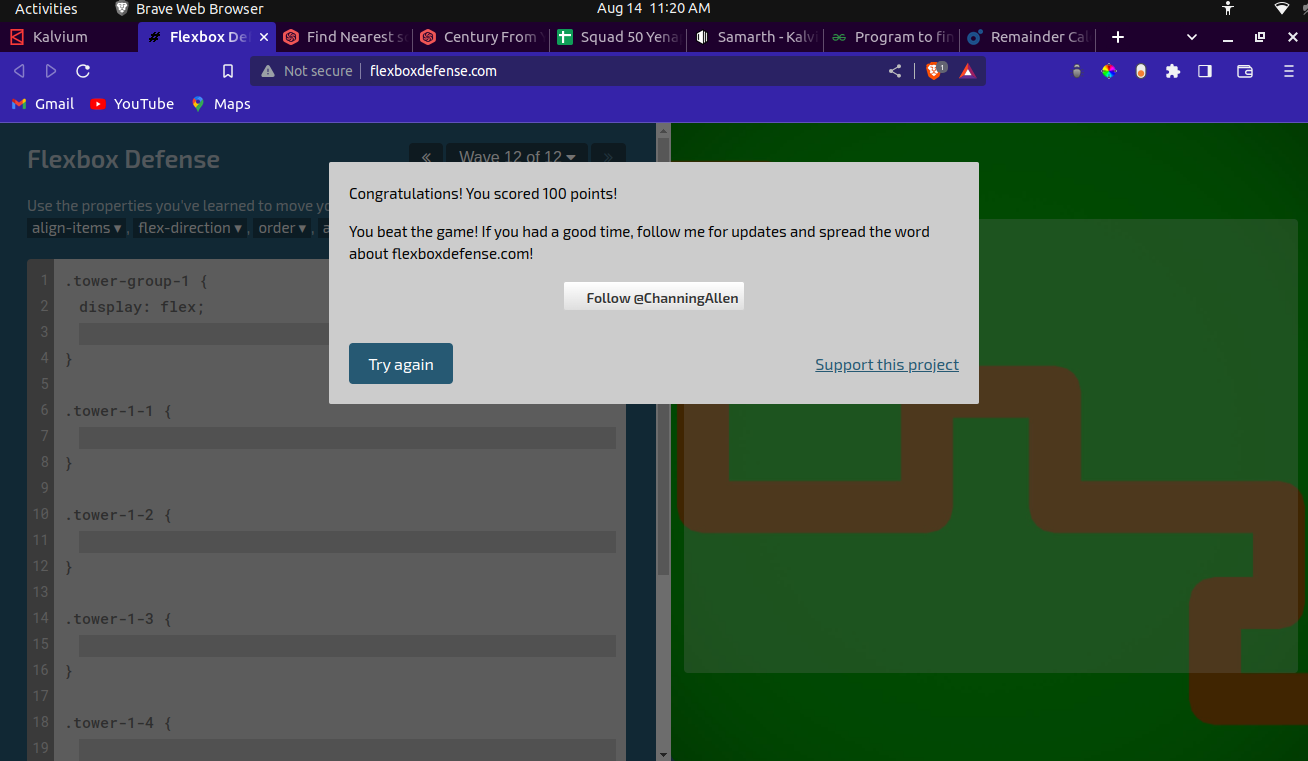 Activities
Brave Web Browser
Aug 14 11:20 AM
Kalvium
Flexbox De
Find Nearest s
Century From
Squad 50 Yena
Samarth - Kalv
Program to fin
Remainder Cal
Not secure
flexboxdefense.com
1
Gmail
YouTube
Maps
Flexbox Defense
«
Wave 12 of 12 ▾
»
Use the properties you've learned to move yo
align-items ▾ , flex-direction ▾ , order ▾ , a
1 .tower-group-1 {
2 display: flex;
3
4 }
5
6 .tower-1-1 {
7
8 }
9
10 .tower-1-2 {
11
12 }
13
14 .tower-1-3 {
15
16 }
17
18 .tower-1-4 {
19
Congratulations! You scored 100 points!
You beat the game! If you had a good time, follow me for updates and spread the word
about flexboxdefense.com!
Follow @ChanningAllen
Try again
Support this project